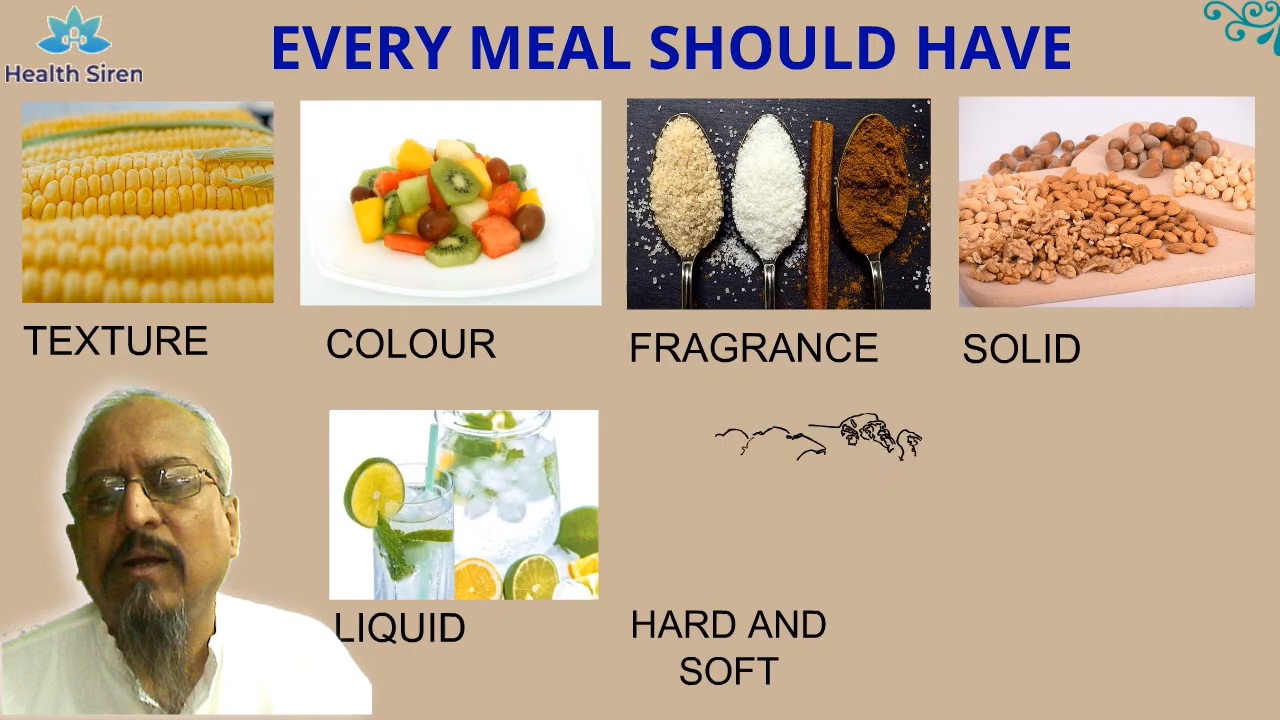 Health Siren
EVERY MEAL SHOULD HAVE
TEXTURE
COLOUR
FRAGRANCE
SOLID
LIQUID
HARD AND
SOFT